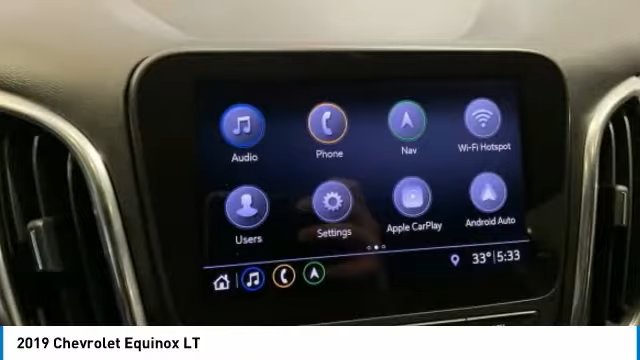 Audio Phone Nav Wi-Fi Hotspot
Users Settings Apple CarPlay Android Auto
33° 5:33
2019 Chevrolet Equinox LT